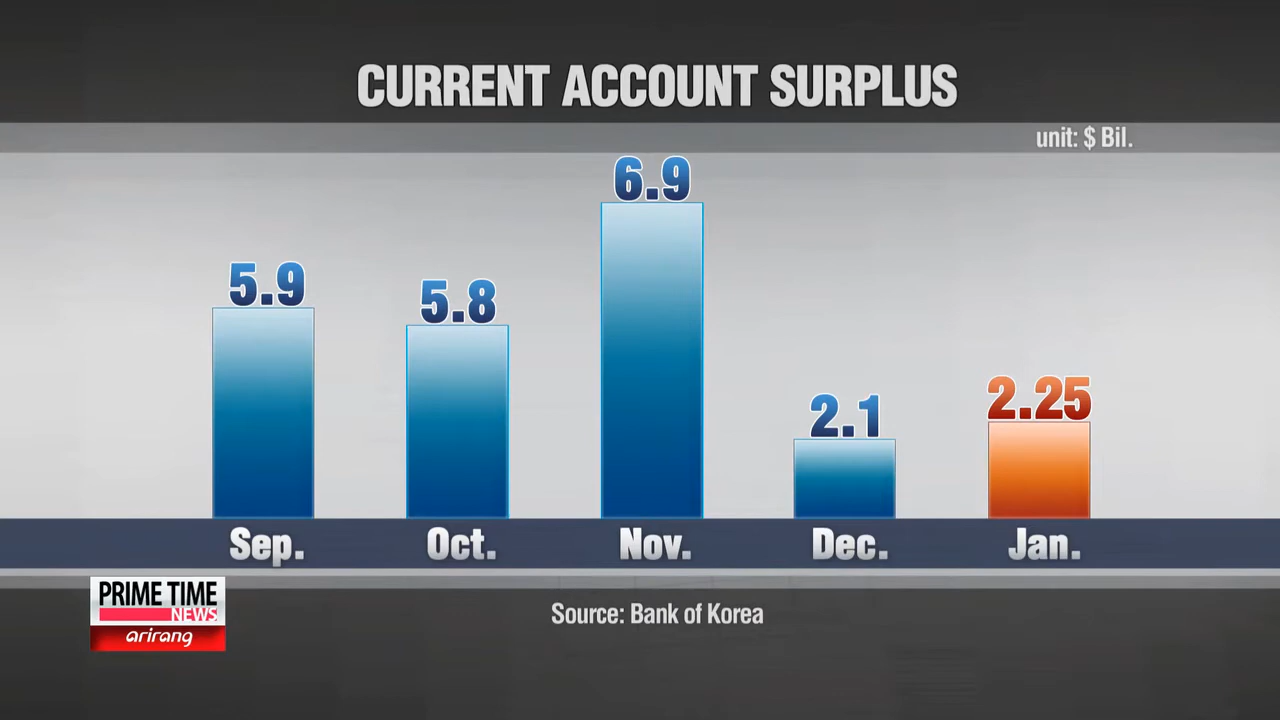 CURRENT ACCOUNT SURPLUS
unit: $ Bil.
5.9
5.8
6.9
2.1
2.25
Sep.
Oct.
Nov.
Dec.
Jan.
PRIME TIME
NEWS
arirang
Source: Bank of Korea